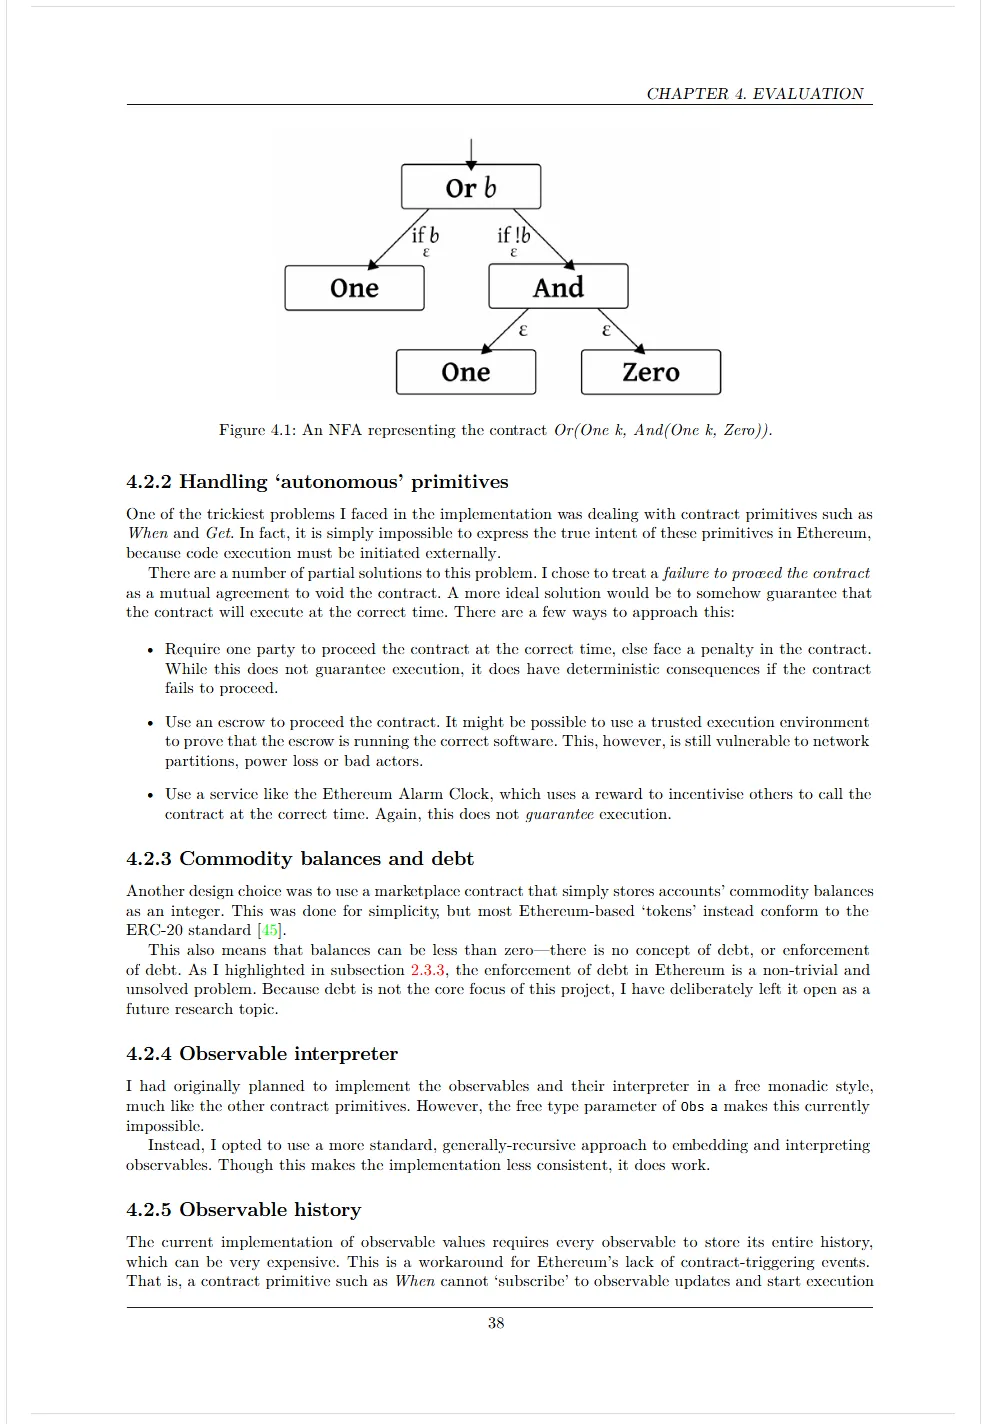 CHAPTER 4. EVALUATION
Or b
if b
ε
if !b
ε
One
And
ε
ε
One
Zero
Figure 4.1: An NFA representing the contract Or(One k, And(One k, Zero)).
4.2.2 Handling ‘autonomous’ primitives
One of the trickiest problems I faced in the implementation was dealing with contract primitives such as
When and Get. In fact, it is simply impossible to express the true intent of these primitives in Ethereum,
because code execution must be initiated externally.
There are a number of partial solutions to this problem. I chose to treat a failure to proceed the contract
as a mutual agreement to void the contract. A more ideal solution would be to somehow guarantee that
the contract will execute at the correct time. There are a few ways to approach this:
• Require one party to proceed the contract at the correct time, else face a penalty in the contract.
While this does not guarantee execution, it does have deterministic consequences if the contract
fails to proceed.
• Use an escrow to proceed the contract. It might be possible to use a trusted execution environment
to prove that the escrow is running the correct software. This, however, is still vulnerable to network
partitions, power loss or bad actors.
• Use a service like the Ethereum Alarm Clock, which uses a reward to incentivise others to call the
contract at the correct time. Again, this does not guarantee execution.
4.2.3 Commodity balances and debt
Another design choice was to use a marketplace contract that simply stores accounts’ commodity balances
as an integer. This was done for simplicity, but most Ethereum-based ‘tokens’ instead conform to the
ERC-20 standard [45].
This also means that balances can be less than zero—there is no concept of debt, or enforcement
of debt. As I highlighted in subsection 2.3.3, the enforcement of debt in Ethereum is a non-trivial and
unsolved problem. Because debt is not the core focus of this project, I have deliberately left it open as a
future research topic.
4.2.4 Observable interpreter
I had originally planned to implement the observables and their interpreter in a free monadic style,
much like the other contract primitives. However, the free type parameter of Obs a makes this currently
impossible.
Instead, I opted to use a more standard, generally-recursive approach to embedding and interpreting
observables. Though this makes the implementation less consistent, it does work.
4.2.5 Observable history
The current implementation of observable values requires every observable to store its entire history,
which can be very expensive. This is a workaround for Ethereum’s lack of contract-triggering events.
That is, a contract primitive such as When cannot ‘subscribe’ to observable updates and start execution
38